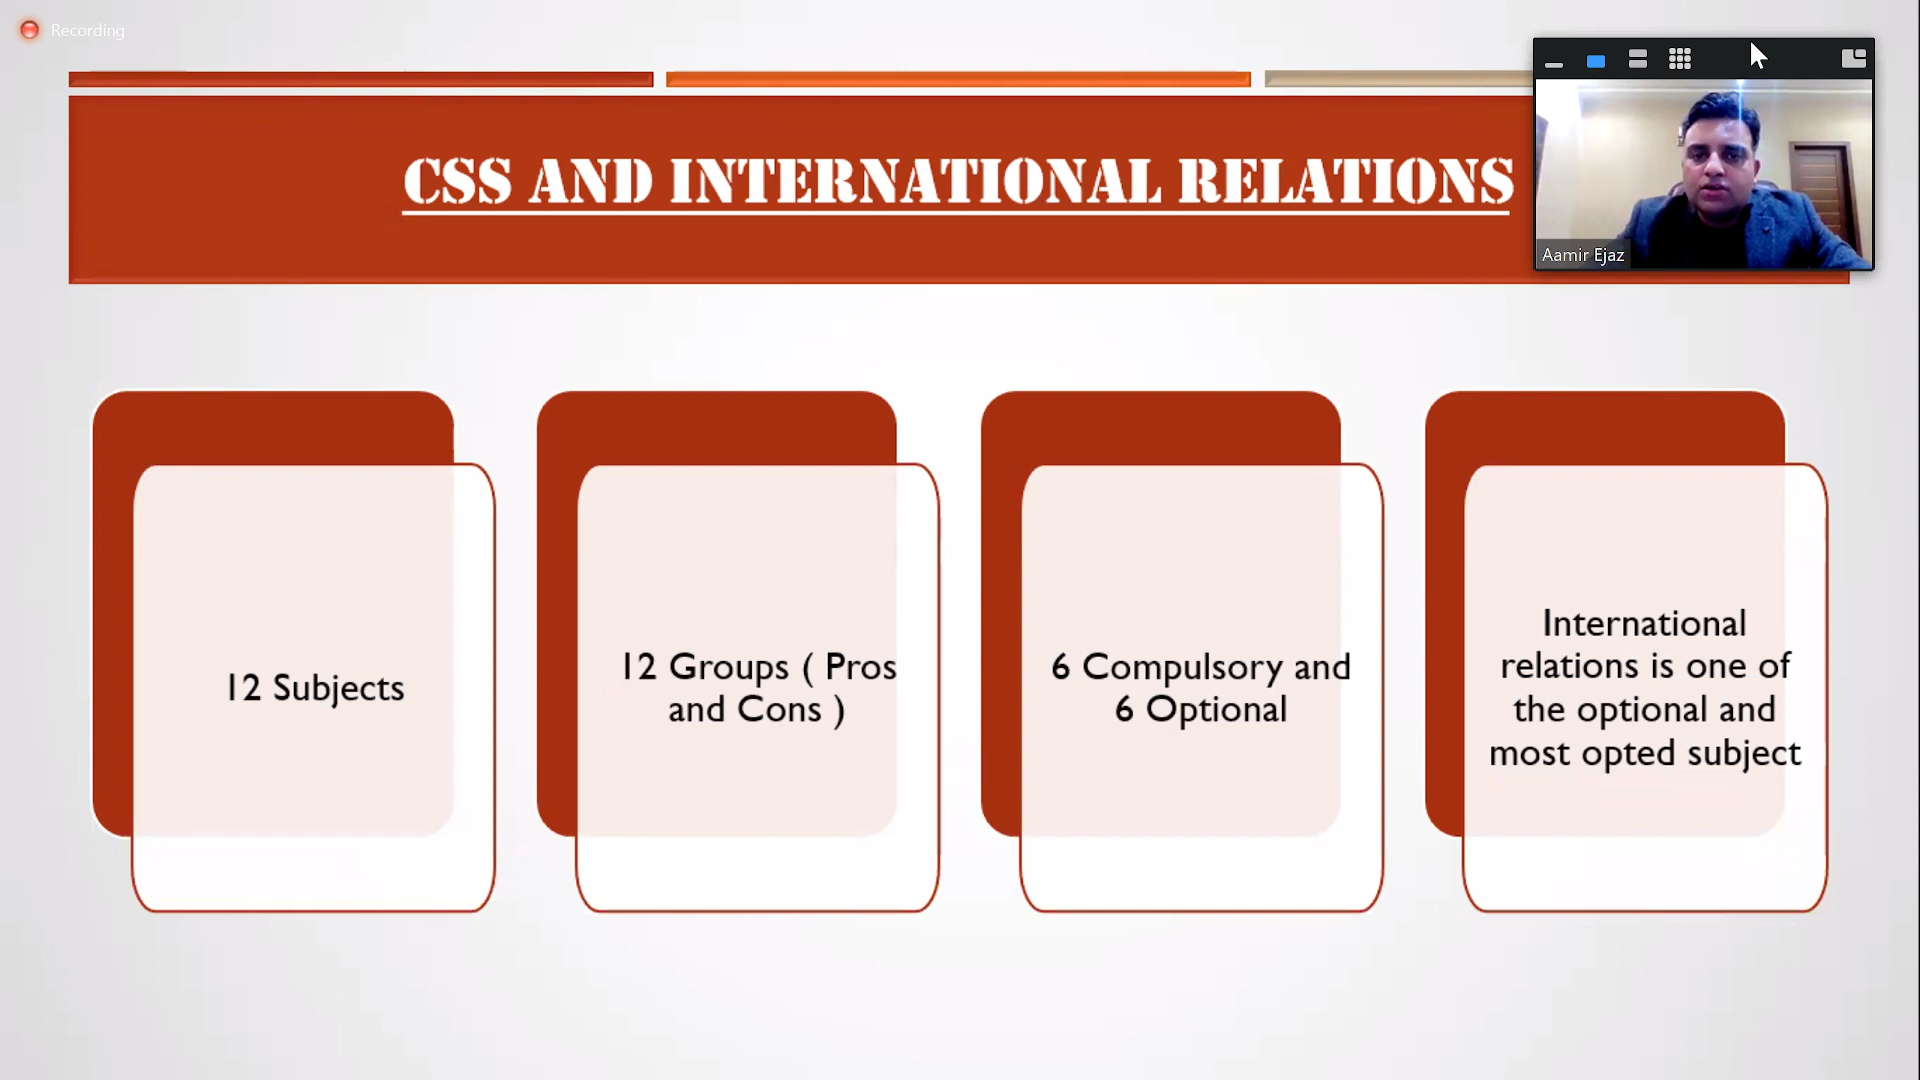 Recording
CSS AND INTERNATIONAL RELATIONS
Aamir Ejaz
12 Subjects
12 Groups ( Pros
and Cons )
6 Compulsory and
6 Optional
International
relations is one of
the optional and
most opted subject